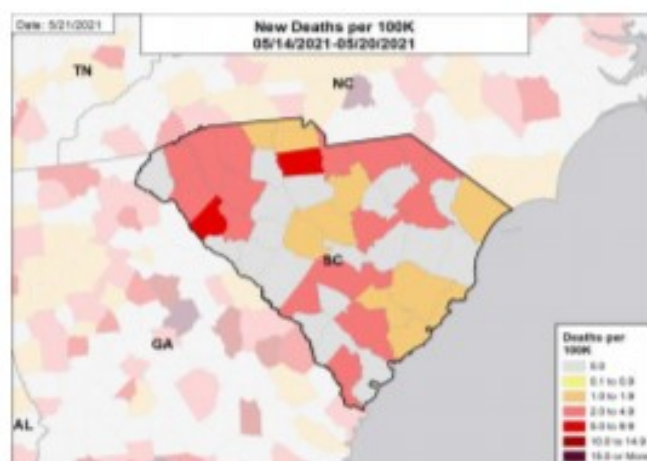 Date: 5/21/2021
New Deaths per 100K
05/14/2021-05/20/2021
TN
NC
SC
GA
AL
Deaths per
100K
0.0
0.1 to 0.9
1.0 to 1.9
2.0 to 4.9
5.0 to 9.9
10.0 to 14.9
15.0 or More